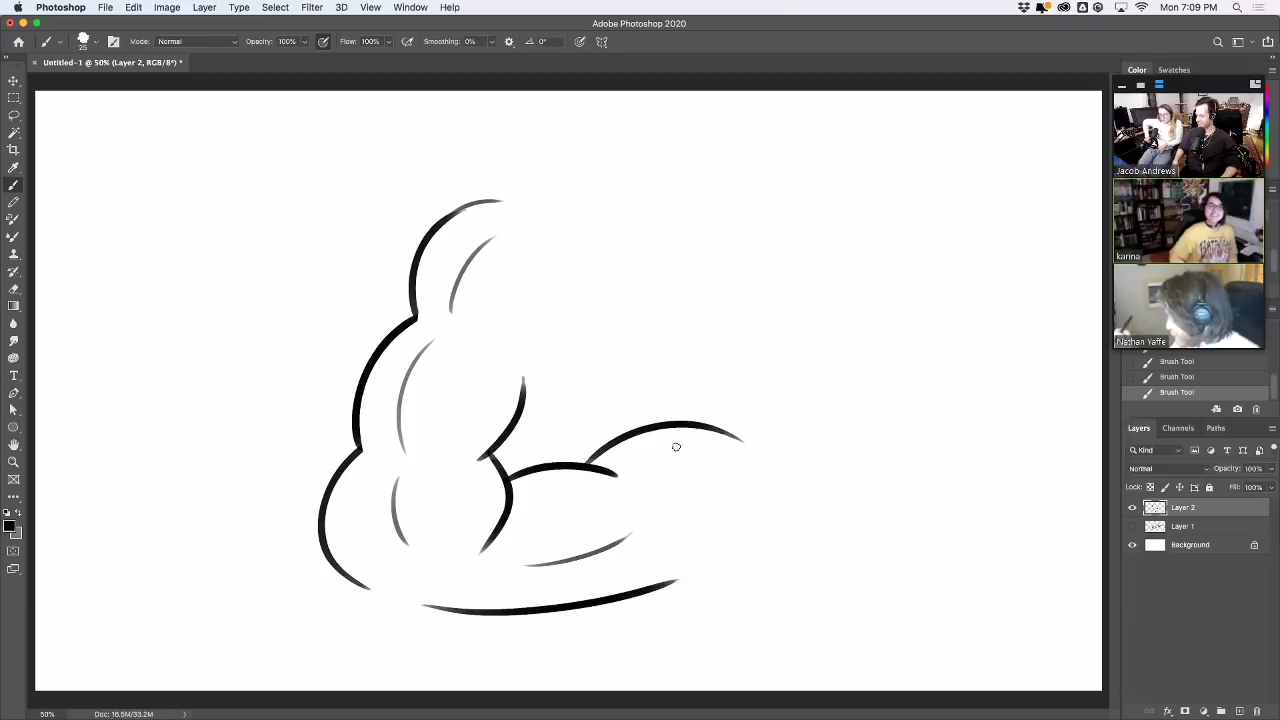 Photoshop File Edit Image Layer Type Select Filter 3D View Window Help Mon 7:09 PM
Adobe Photoshop 2020
25 Mode: Normal Opacity: 100% Flow: 100% Smoothing: 0% 0°
Untitled-1 @ 50% (Layer 2, RGB/8*) *
Color Swatches
Jacob Andrews
karina
Nathan Yaffe
Brush Tool
Brush Tool
Brush Tool
Layers Channels Paths
Kind
Normal Opacity: 100%
Lock: Fill: 100%
Layer 2
Layer 1
Background
50% Doc: 16.5M/33.2M